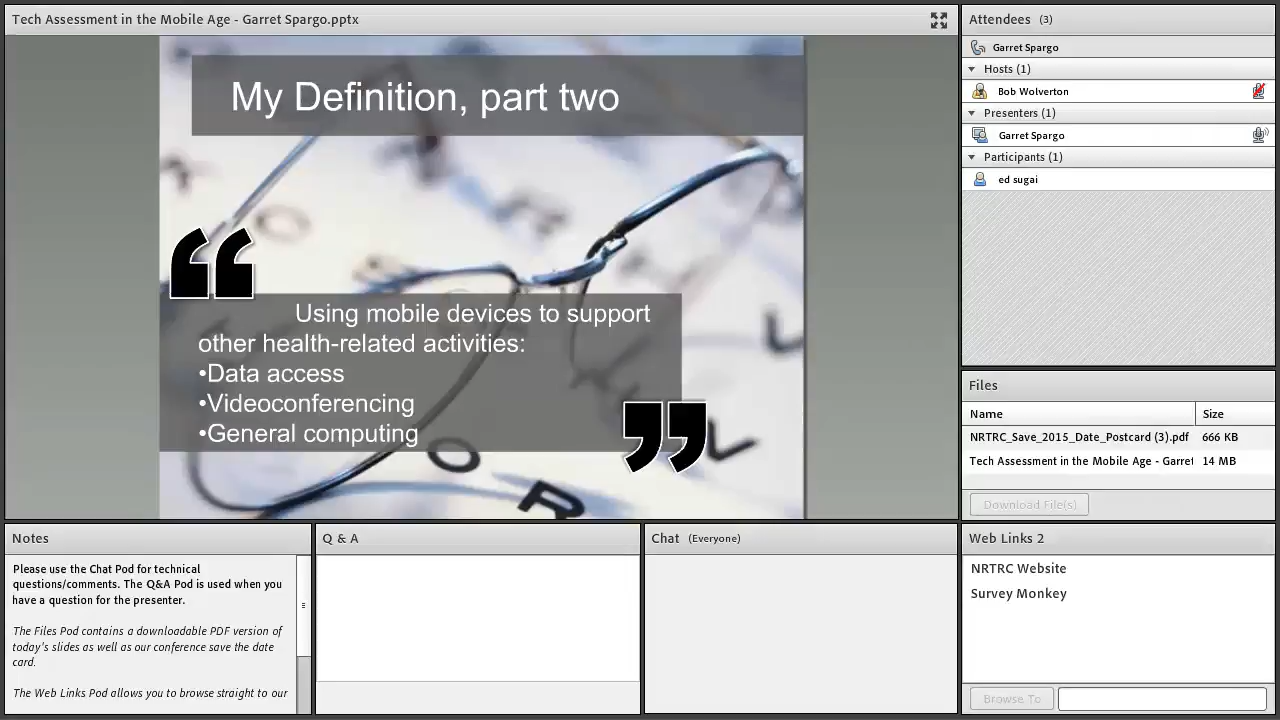 Tech Assessment in the Mobile Age - Garret Spargo.pptx
My Definition, part two
“
Using mobile devices to support
other health-related activities:
•Data access
•Videoconferencing
•General computing
”
O
R
Attendees (3)
Garret Spargo
Hosts (1)
Bob Wolverton
Presenters (1)
Garret Spargo
Participants (1)
ed sugai
Files
Name Size
NRTRC_Save_2015_Date_Postcard (3).pdf 666 KB
Tech Assessment in the Mobile Age - Garret 14 MB
Download File(s)
Notes
Please use the Chat Pod for technical
questions/comments. The Q&A Pod is used when you
have a question for the presenter.
The Files Pod contains a downloadable PDF version of
today's slides as well as our conference save the date
card.
The Web Links Pod allows you to browse straight to our
Q & A
Chat (Everyone)
Web Links 2
NRTRC Website
Survey Monkey
Browse To